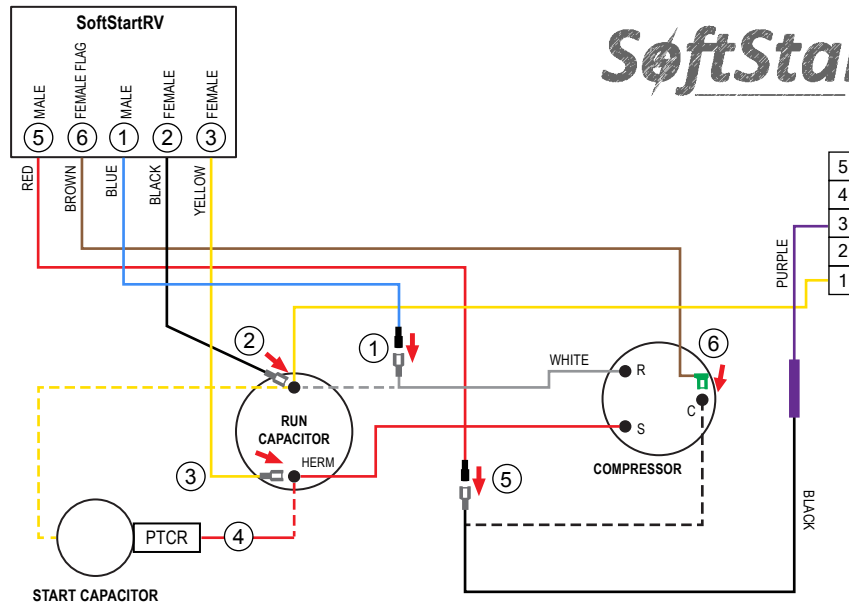 SoftStartRV
MALE
FEMALE FLAG
MALE
FEMALE
FEMALE
5
6
1
2
3
RED
BROWN
BLUE
BLACK
YELLOW
SoftStar
5
4
3
2
1
PURPLE
2
1
WHITE
6
R
C
S
RUN
CAPACITOR
HERM
COMPRESSOR
3
5
BLACK
PTCR
4
START CAPACITOR